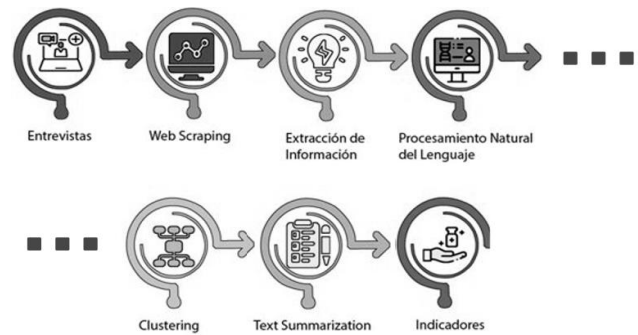 Entrevistas
Web Scraping
Extracción de
Información
Procesamiento Natural
del Lenguaje
Clustering
Text Summarization
Indicadores